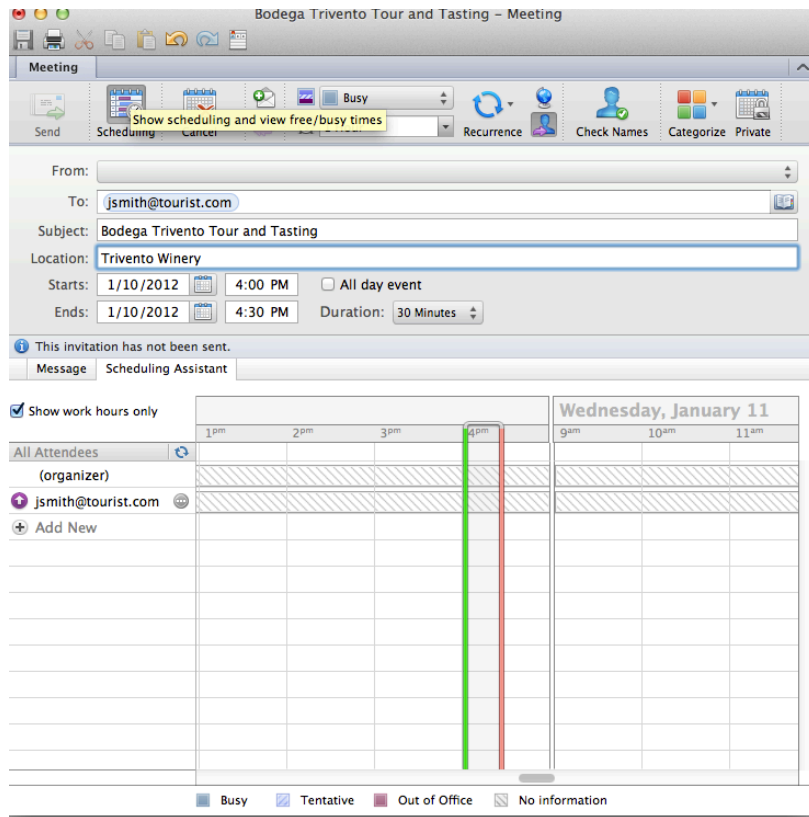 Bodega Trivento Tour and Tasting – Meeting
Meeting
Busy
Show scheduling and view free/busy times
Send
Scheduling
Cancel
Recurrence
Check Names
Categorize
Private
From:
To: jsmith@tourist.com
Subject: Bodega Trivento Tour and Tasting
Location: Trivento Winery
Starts: 1/10/2012 4:00 PM All day event
Ends: 1/10/2012 4:30 PM Duration: 30 Minutes
This invitation has not been sent.
Message Scheduling Assistant
Show work hours only
Wednesday, January 11
1pm 2pm 3pm 4pm 9am 10am 11am
All Attendees
(organizer)
jsmith@tourist.com
Add New
Busy Tentative Out of Office No information